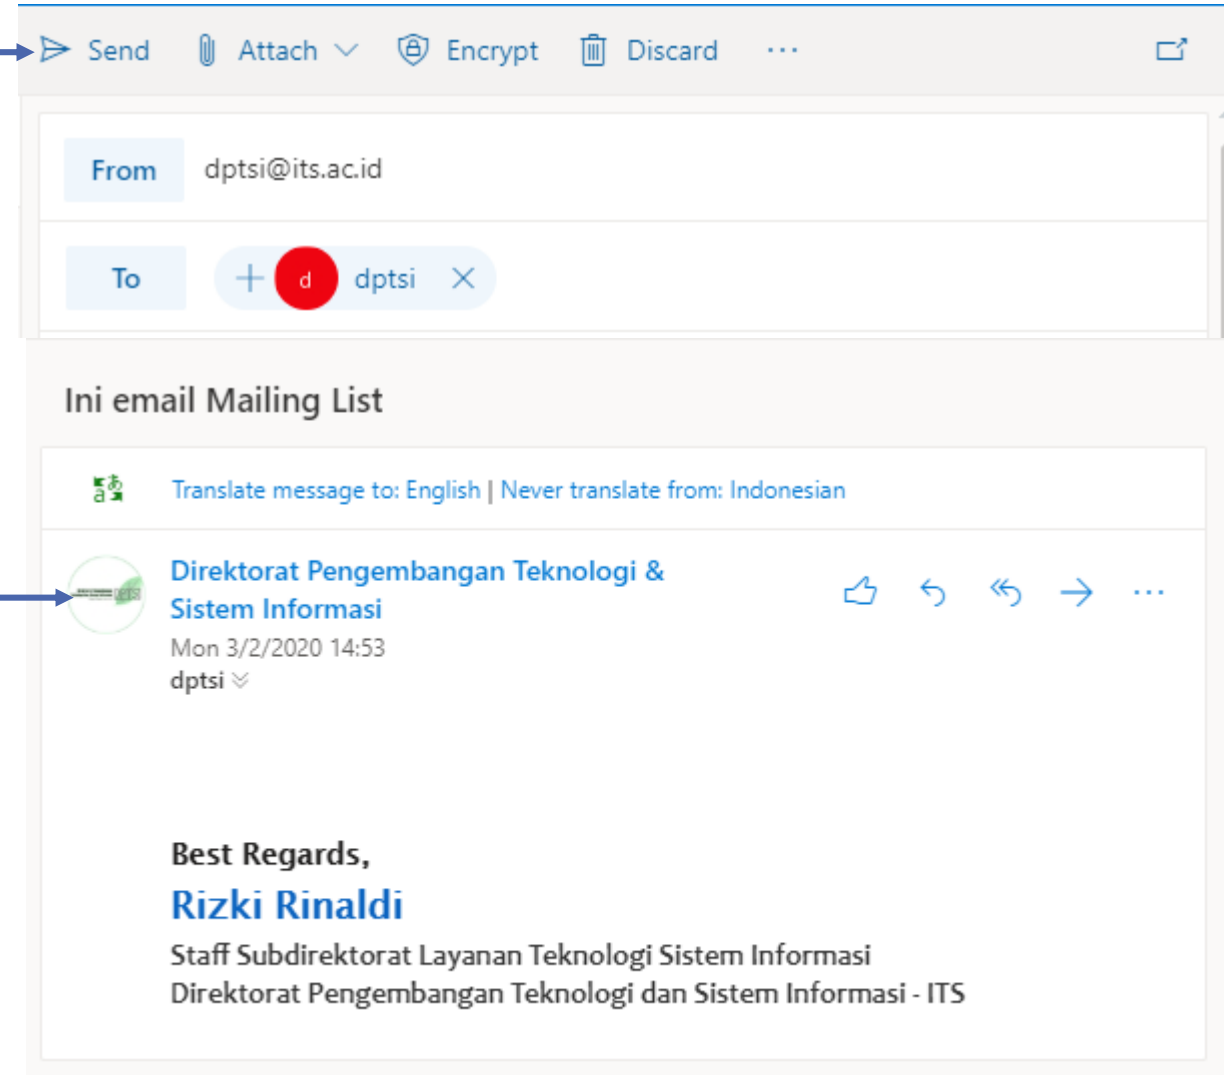 Send Attach Encrypt Discard ...
From dptsi@its.ac.id
To d dptsi
Ini email Mailing List
Translate message to: English | Never translate from: Indonesian
Direktorat Pengembangan Teknologi &
Sistem Informasi
Mon 3/2/2020 14:53
dptsi
Best Regards,
Rizki Rinaldi
Staff Subdirektorat Layanan Teknologi Sistem Informasi
Direktorat Pengembangan Teknologi dan Sistem Informasi - ITS